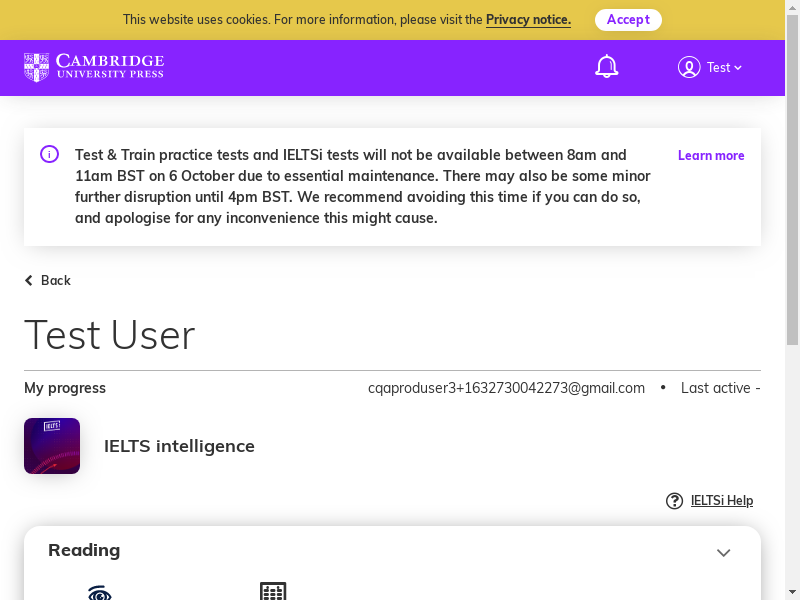 This website uses cookies. For more information, please visit the Privacy notice. Accept
CAMBRIDGE
UNIVERSITY PRESS
Test
Test & Train practice tests and IELTSi tests will not be available between 8am and
11am BST on 6 October due to essential maintenance. There may also be some minor
further disruption until 4pm BST. We recommend avoiding this time if you can do so,
and apologise for any inconvenience this might cause.
Learn more
Back
Test User
My progress
cqaproduser3+1632730042273@gmail.com • Last active -
IELTS
IELTS intelligence
IELTSi Help
Reading